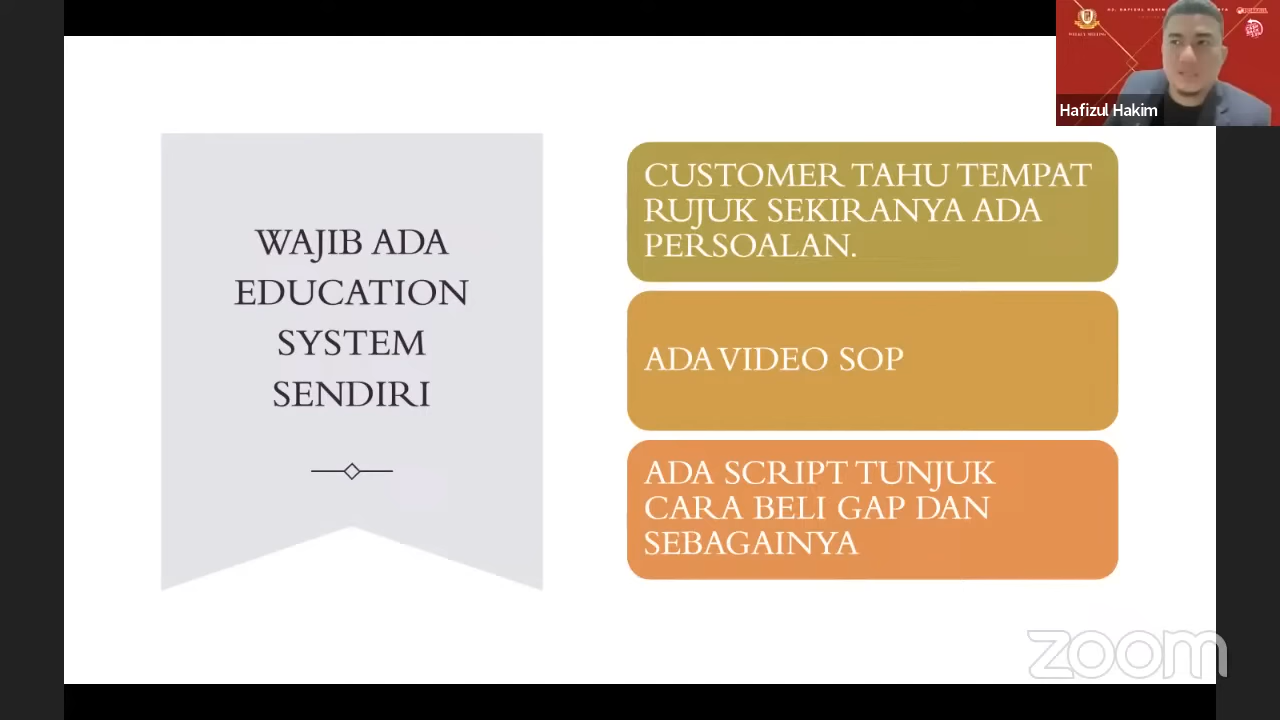 Hafizul Hakim
WAJIB ADA
EDUCATION
SYSTEM
SENDIRI
CUSTOMER TAHU TEMPAT
RUJUK SEKIRANYA ADA
PERSOALAN.
ADA VIDEO SOP
ADA SCRIPT TUNJUK
CARA BELI GAP DAN
SEBAGAINYA
zoom